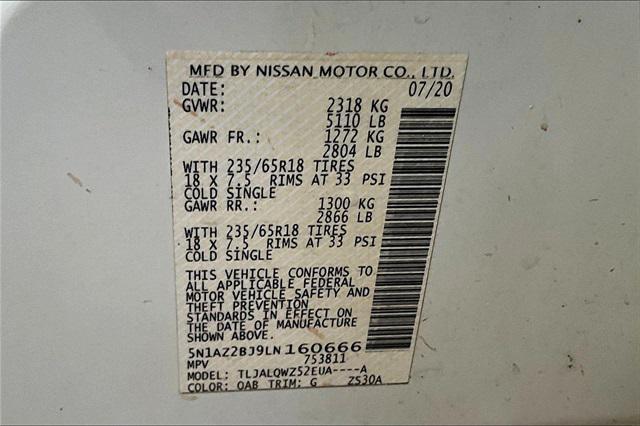 MFD BY NISSAN MOTOR CO., LTD.
DATE: 07/20
GVWR: 2318 KG
5110 LB
GAWR FR.: 1272 KG
2804 LB
WITH 235/65R18 TIRES
18 X 7.5 RIMS AT 33 PSI
COLD SINGLE
GAWR RR.: 1300 KG
2866 LB
WITH 235/65R18 TIRES
18 X 7.5 RIMS AT 33 PSI
COLD SINGLE
THIS VEHICLE CONFORMS TO
ALL APPLICABLE FEDERAL
MOTOR VEHICLE SAFETY AND
THEFT PREVENTION
STANDARDS IN EFFECT ON
THE DATE OF MANUFACTURE
SHOWN ABOVE.
5N1AZ2BJ9LN160666
MPV 753811
MODEL: TLJALQWZ52EUA----A
COLOR: QAB TRIM: G Z530A